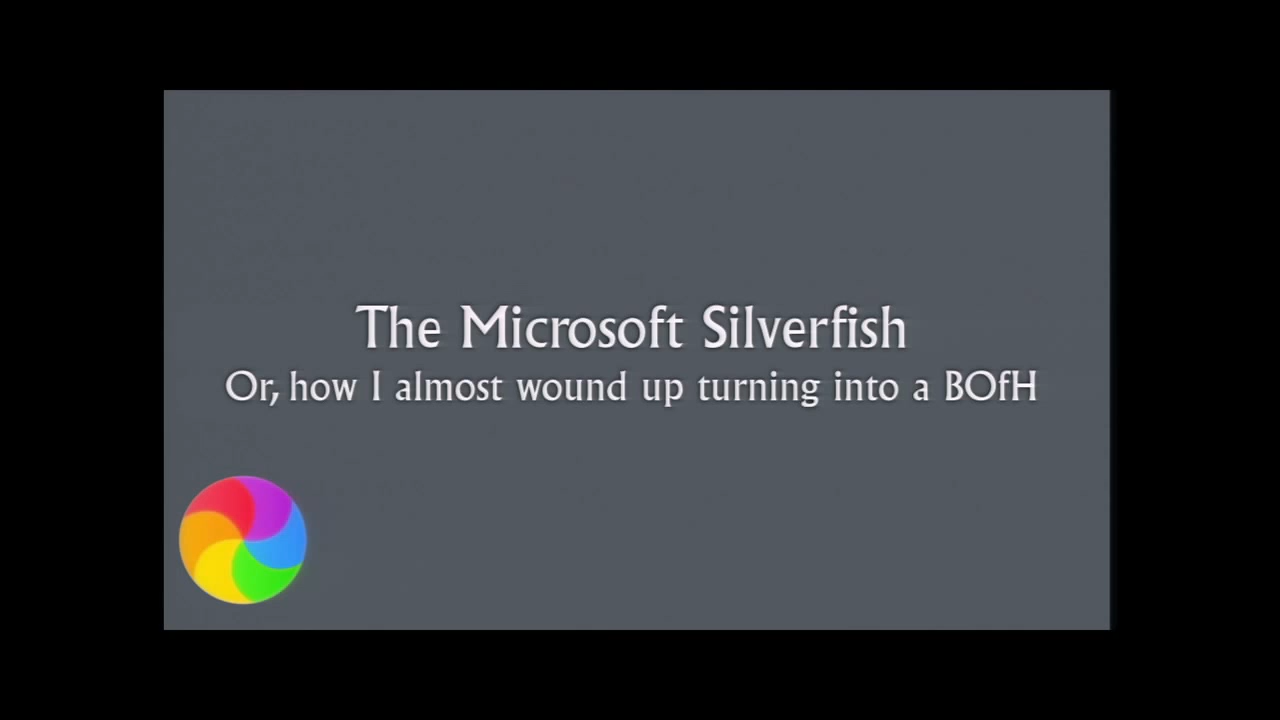 The Microsoft Silverfish
Or, how I almost wound up turning into a BOfH